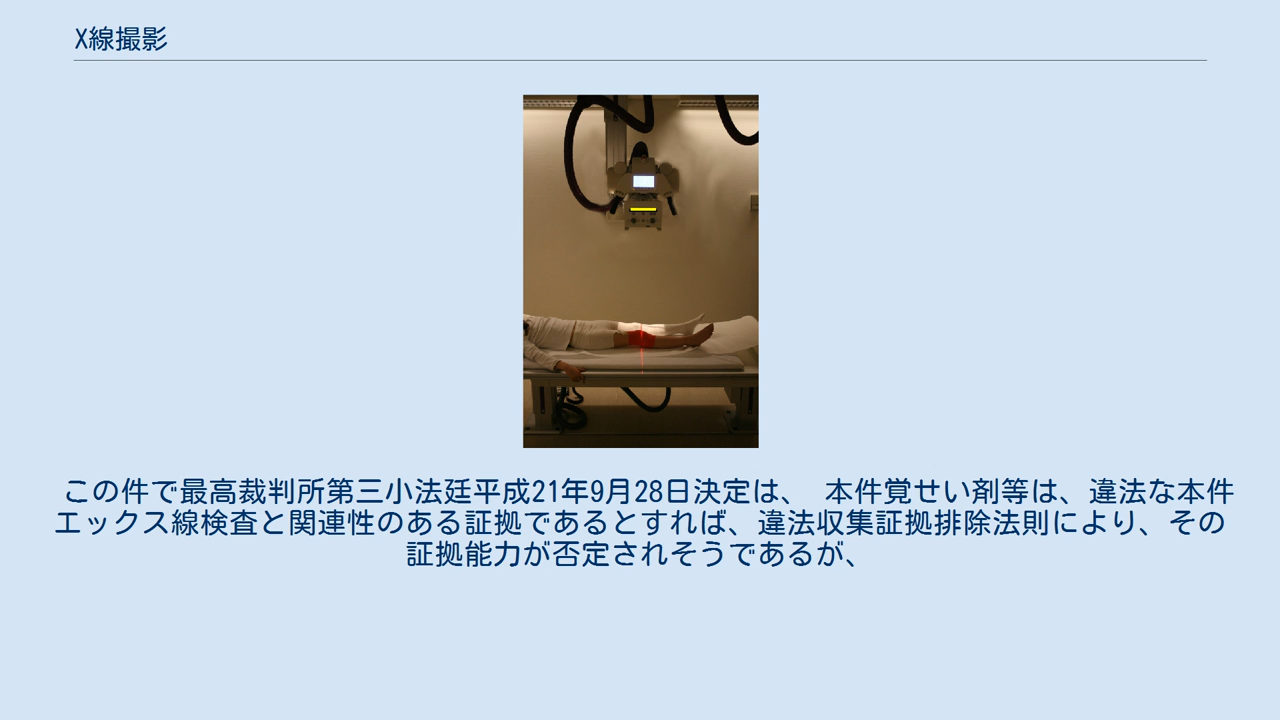 X線撮影
この件で最高裁判所第三小法廷平成21年9月28日決定は、 本件覚せい剤等は、違法な本件
エックス線検査と関連性のある証拠であるとすれば、違法収集証拠排除法則により、その
証拠能力が否定されそうであるが、